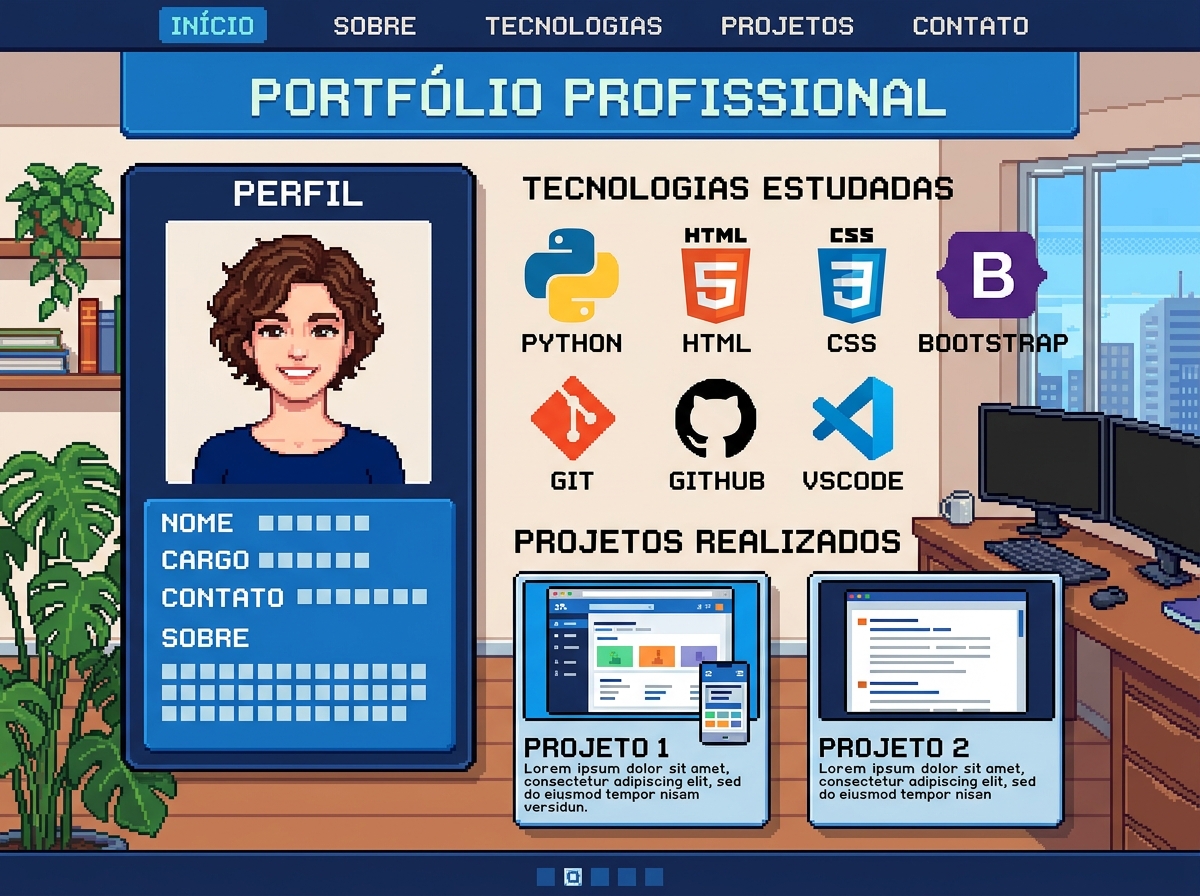 INÍCIO SOBRE TECNOLOGIAS PROJETOS CONTATO
PORTFÓLIO PROFISSIONAL
PERFIL
NOME
CARGO
CONTATO
SOBRE
TECNOLOGIAS ESTUDADAS
HTML CSS
5 3 B
PYTHON HTML CSS BOOTSTRAP
GIT GITHUB VSCODE
PROJETOS REALIZADOS
PROJETO 1
Lorem ipsum dolor sit amet,
consectetur adipiscing elit, sed
do eiusmod tempor nisam
versidun.
PROJETO 2
Lorem ipsum dolor sit amet,
consectetur adipiscing elit, sed
do eiusmod tempor nisan